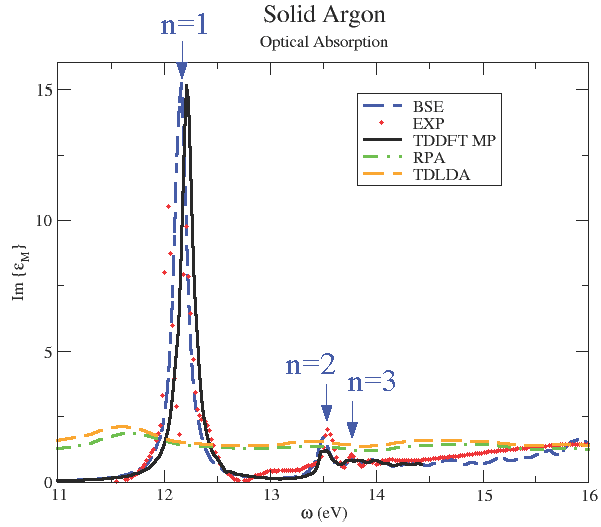 Solid Argon
n=1
Optical Absorption
15
BSE
EXP
TDDFT MP
RPA
TDLDA
10
Im {εM}
5
n=2
n=3
0
11
12
13
14
15
16
ω (eV)